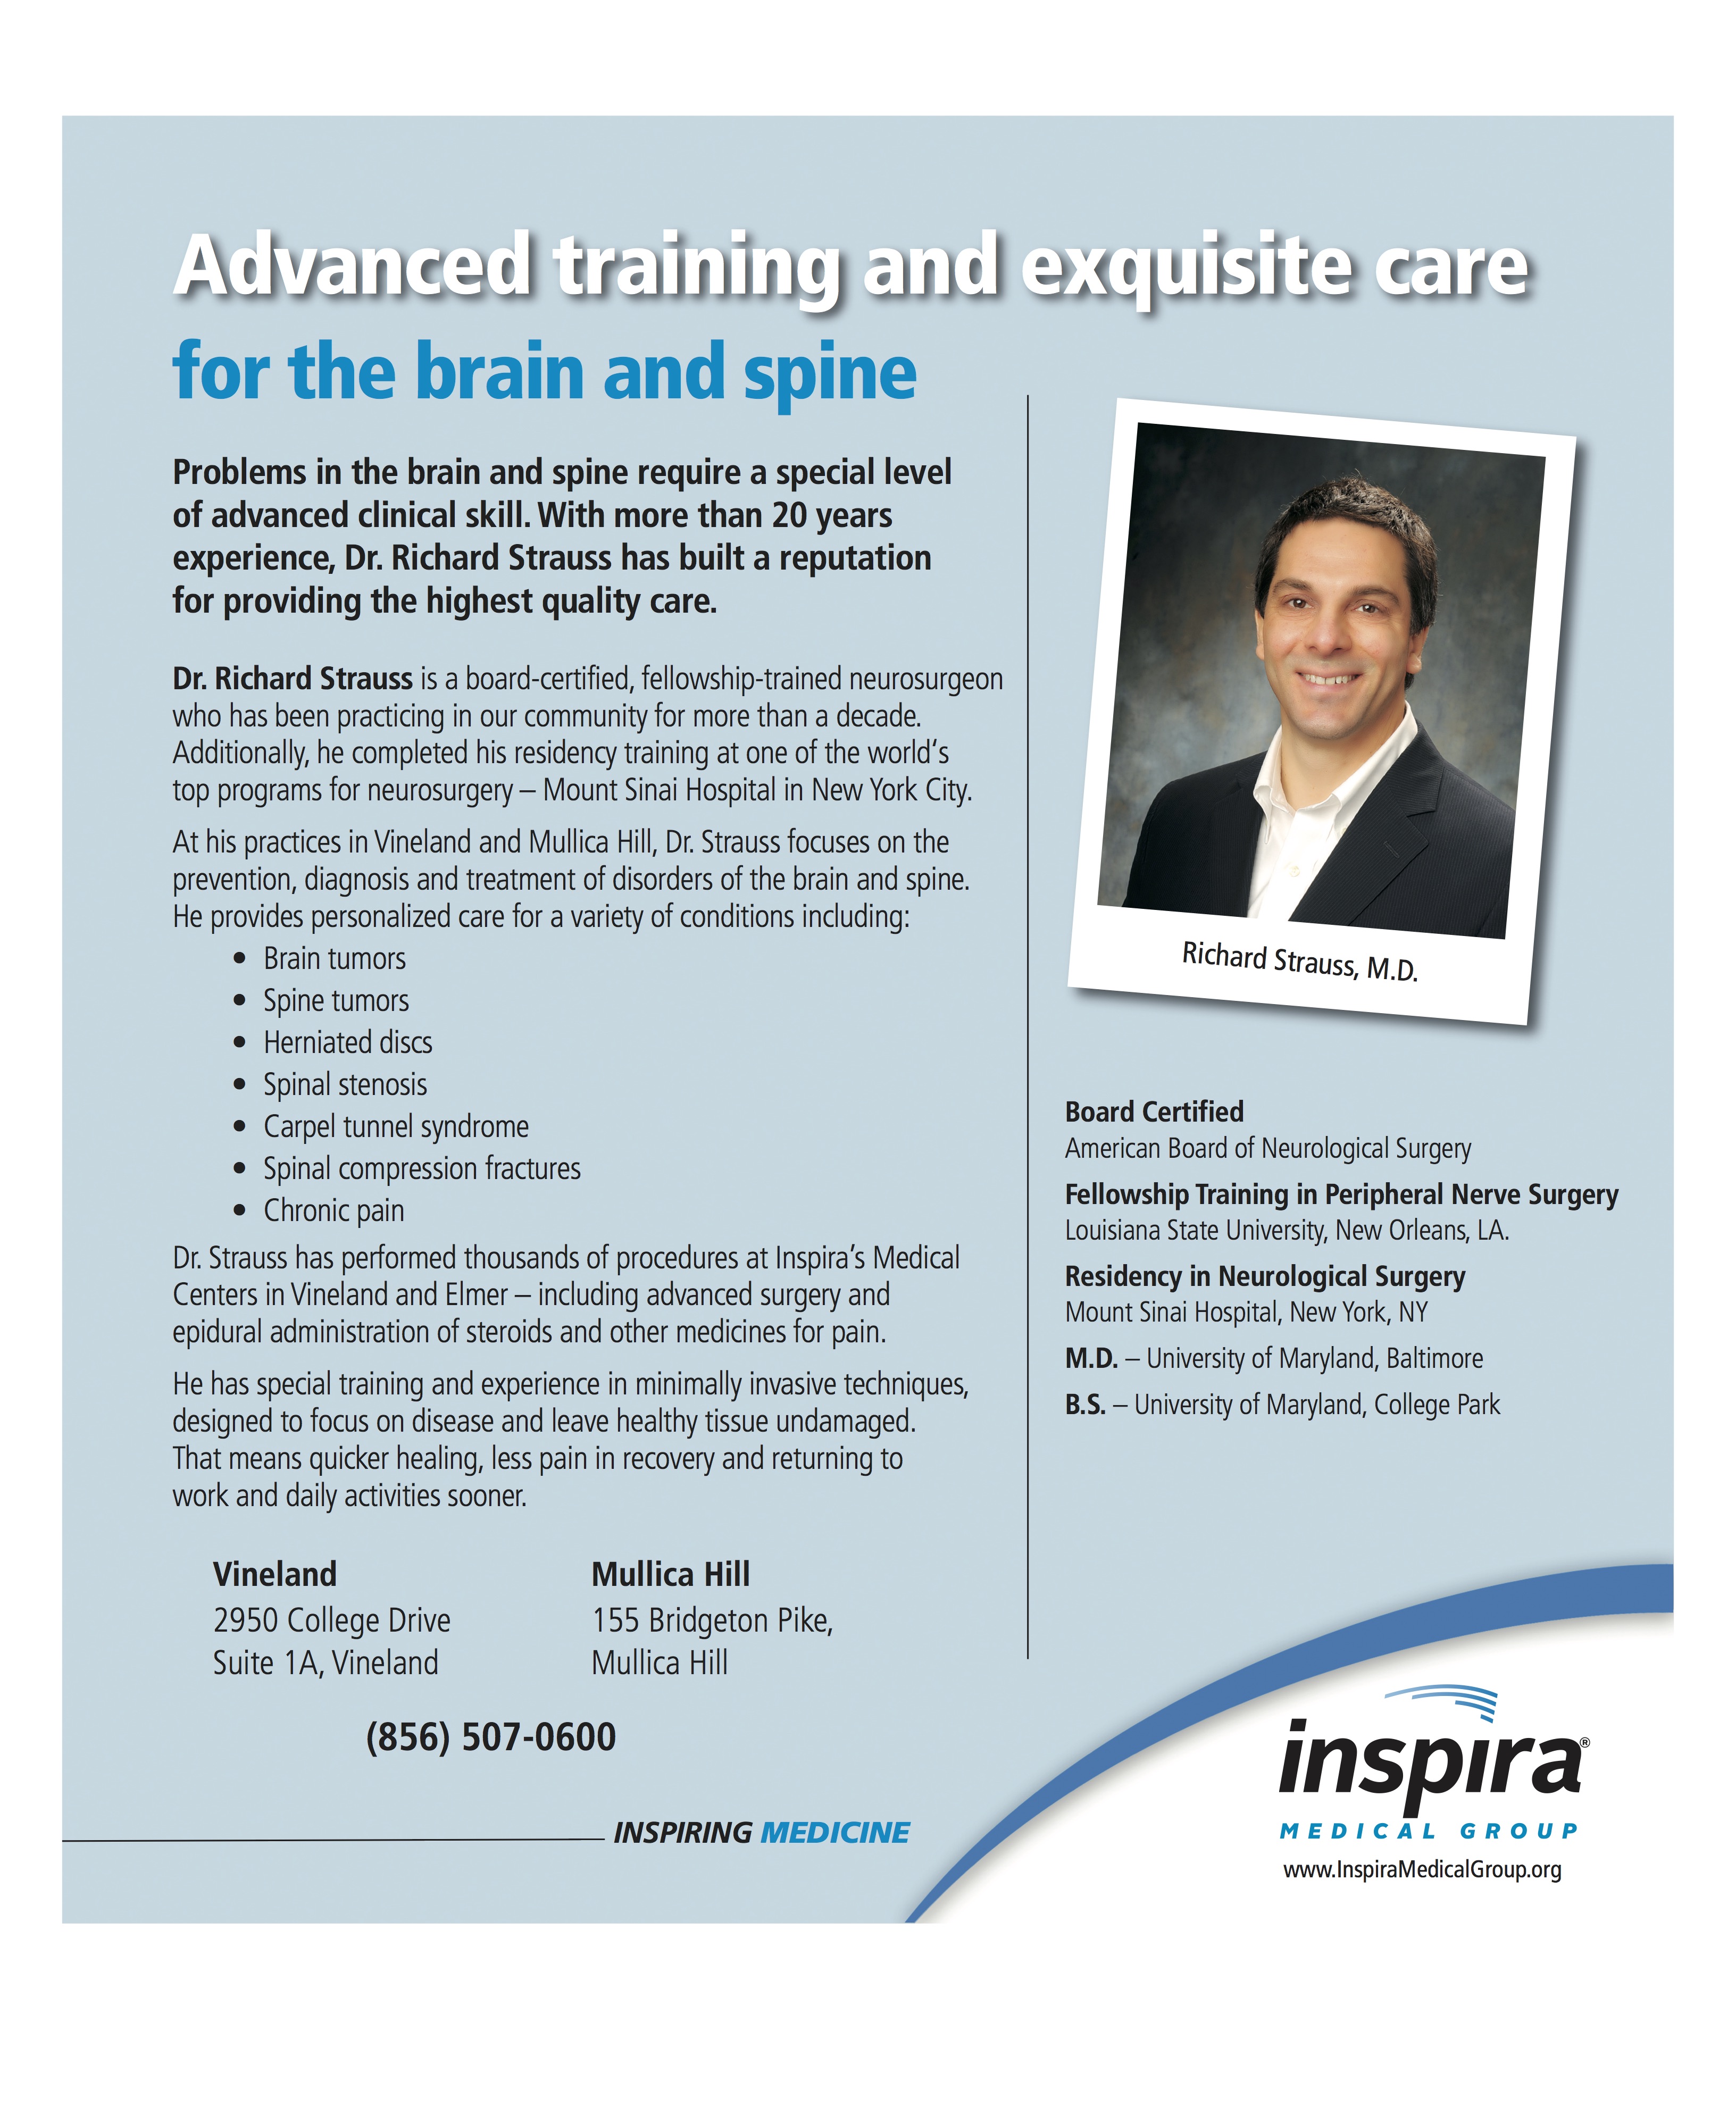 Advanced training and exquisite care
for the brain and spine
Problems in the brain and spine require a special level
of advanced clinical skill. With more than 20 years
experience, Dr. Richard Strauss has built a reputation
for providing the highest quality care.
Dr. Richard Strauss is a board-certified, fellowship-trained neurosurgeon
who has been practicing in our community for more than a decade.
Additionally, he completed his residency training at one of the world‘s
top programs for neurosurgery – Mount Sinai Hospital in New York City.
At his practices in Vineland and Mullica Hill, Dr. Strauss focuses on the
prevention, diagnosis and treatment of disorders of the brain and spine.
He provides personalized care for a variety of conditions including:
• Brain tumors
• Spine tumors
• Herniated discs
• Spinal stenosis
• Carpel tunnel syndrome
• Spinal compression fractures
• Chronic pain
Dr. Strauss has performed thousands of procedures at Inspira’s Medical
Centers in Vineland and Elmer – including advanced surgery and
epidural administration of steroids and other medicines for pain.
He has special training and experience in minimally invasive techniques,
designed to focus on disease and leave healthy tissue undamaged.
That means quicker healing, less pain in recovery and returning to
work and daily activities sooner.
Vineland
2950 College Drive
Suite 1A, Vineland
Mullica Hill
155 Bridgeton Pike,
Mullica Hill
(856) 507-0600
INSPIRING MEDICINE
Richard Strauss, M.D.
Board Certified
American Board of Neurological Surgery
Fellowship Training in Peripheral Nerve Surgery
Louisiana State University, New Orleans, LA.
Residency in Neurological Surgery
Mount Sinai Hospital, New York, NY
M.D. – University of Maryland, Baltimore
B.S. – University of Maryland, College Park
inspira®
MEDICAL GROUP
www.InspiraMedicalGroup.org